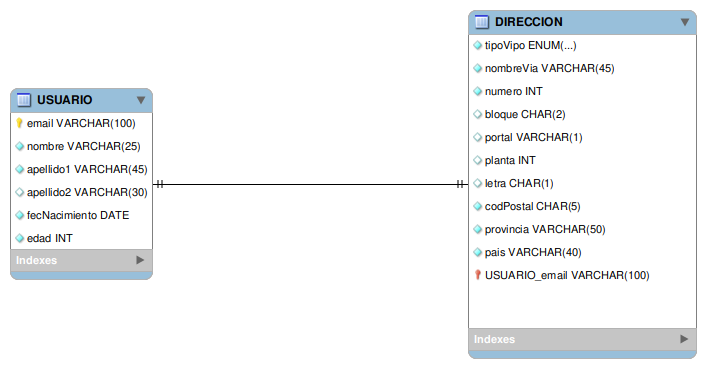 USUARIO
email VARCHAR(100)
nombre VARCHAR(25)
apellido1 VARCHAR(45)
apellido2 VARCHAR(30)
fecNacimiento DATE
edad INT
Indexes
DIRECCION
tipoVipo ENUM(...)
nombreVia VARCHAR(45)
numero INT
bloque CHAR(2)
portal VARCHAR(1)
planta INT
letra CHAR(1)
codPostal CHAR(5)
provincia VARCHAR(50)
pais VARCHAR(40)
USUARIO_email VARCHAR(100)
Indexes